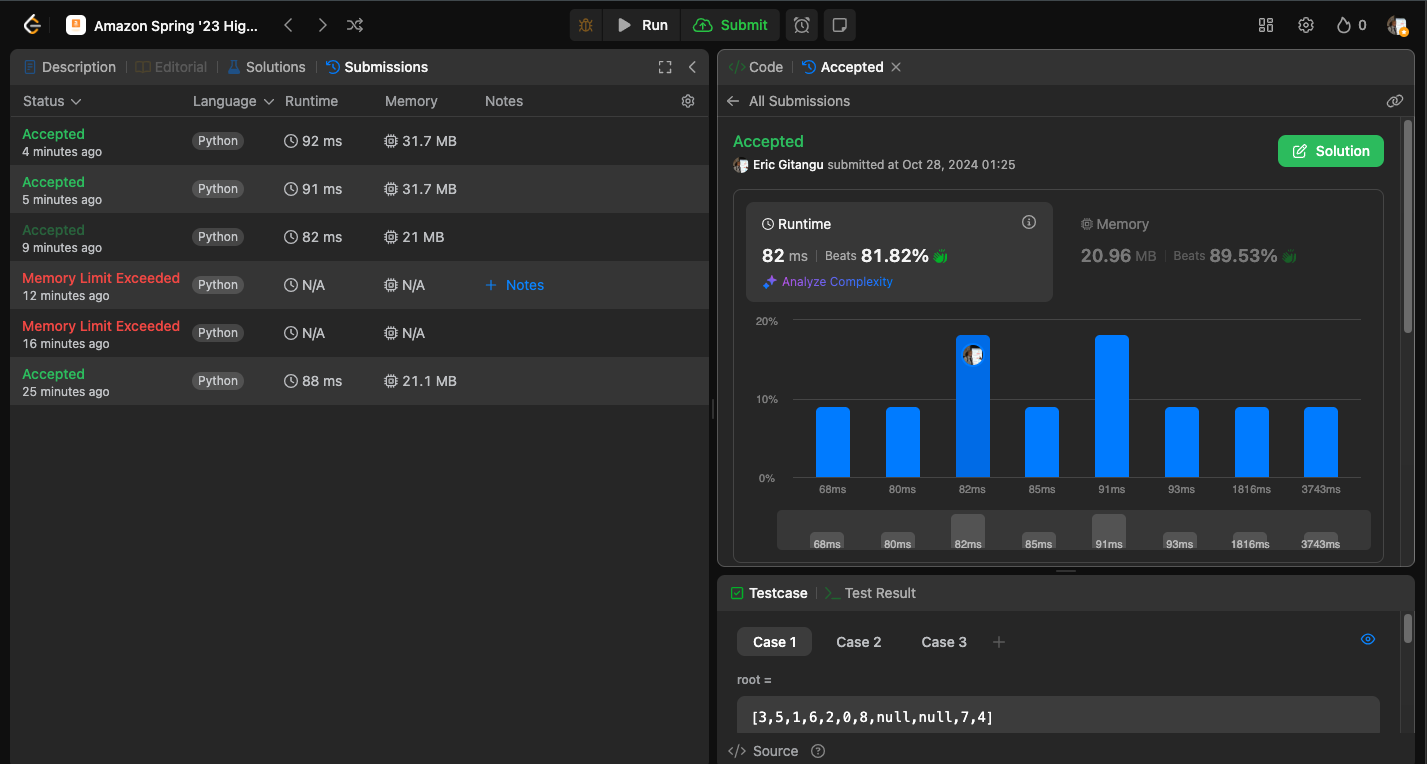 Amazon Spring '23 Hig...
Run
Submit
0
Description
Editorial
Solutions
Submissions
Status
Language
Runtime
Memory
Notes
Accepted
4 minutes ago
Python
92 ms
31.7 MB
Accepted
5 minutes ago
Python
91 ms
31.7 MB
Accepted
9 minutes ago
Python
82 ms
21 MB
Memory Limit Exceeded
12 minutes ago
Python
N/A
N/A
+ Notes
Memory Limit Exceeded
16 minutes ago
Python
N/A
N/A
Accepted
25 minutes ago
Python
88 ms
21.1 MB
</> Code
Accepted
All Submissions
Accepted
Eric Gitangu submitted at Oct 28, 2024 01:25
Solution
Runtime
82 ms
Beats 81.82%
Analyze Complexity
Memory
20.96 MB
Beats 89.53%
20%
10%
0%
68ms 80ms 82ms 85ms 91ms 93ms 1816ms 3743ms
68ms 80ms 82ms 85ms 91ms 93ms 1816ms 3743ms
Testcase
Test Result
Case 1 Case 2 Case 3 +
root =
[3,5,1,6,2,0,8,null,null,7,4]
</> Source